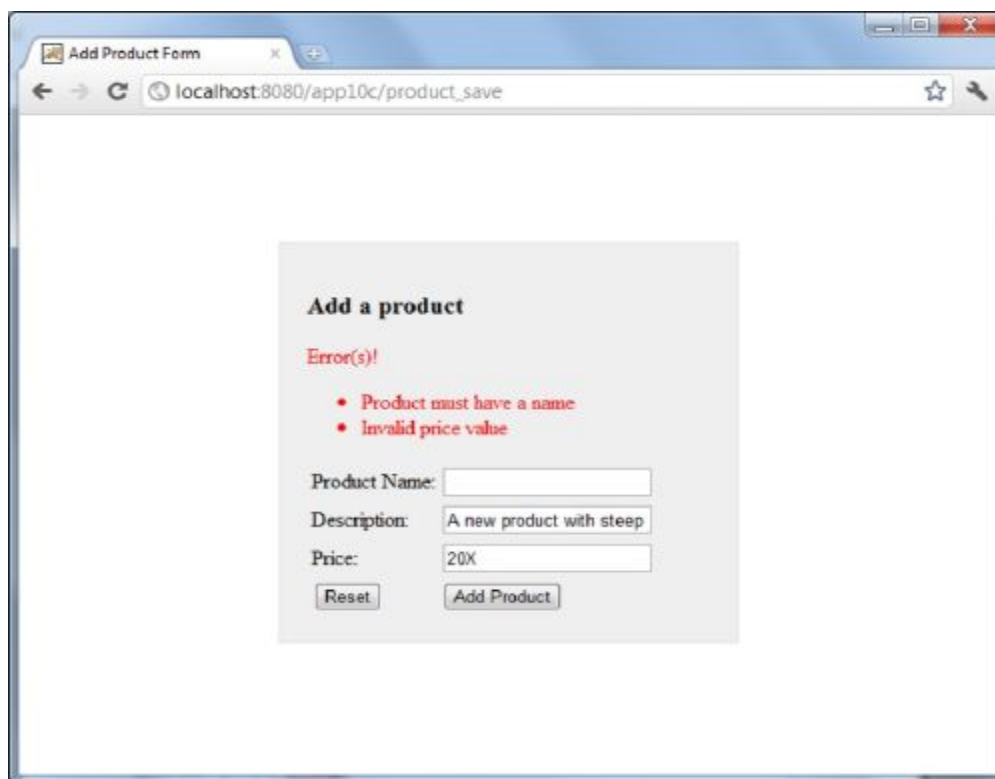 Add Product Form
localhost:8080/app10c/product_save
Add a product
Error(s)!
• Product must have a name
• Invalid price value
Product Name:
Description: A new product with steep
Price: 20X
Reset Add Product